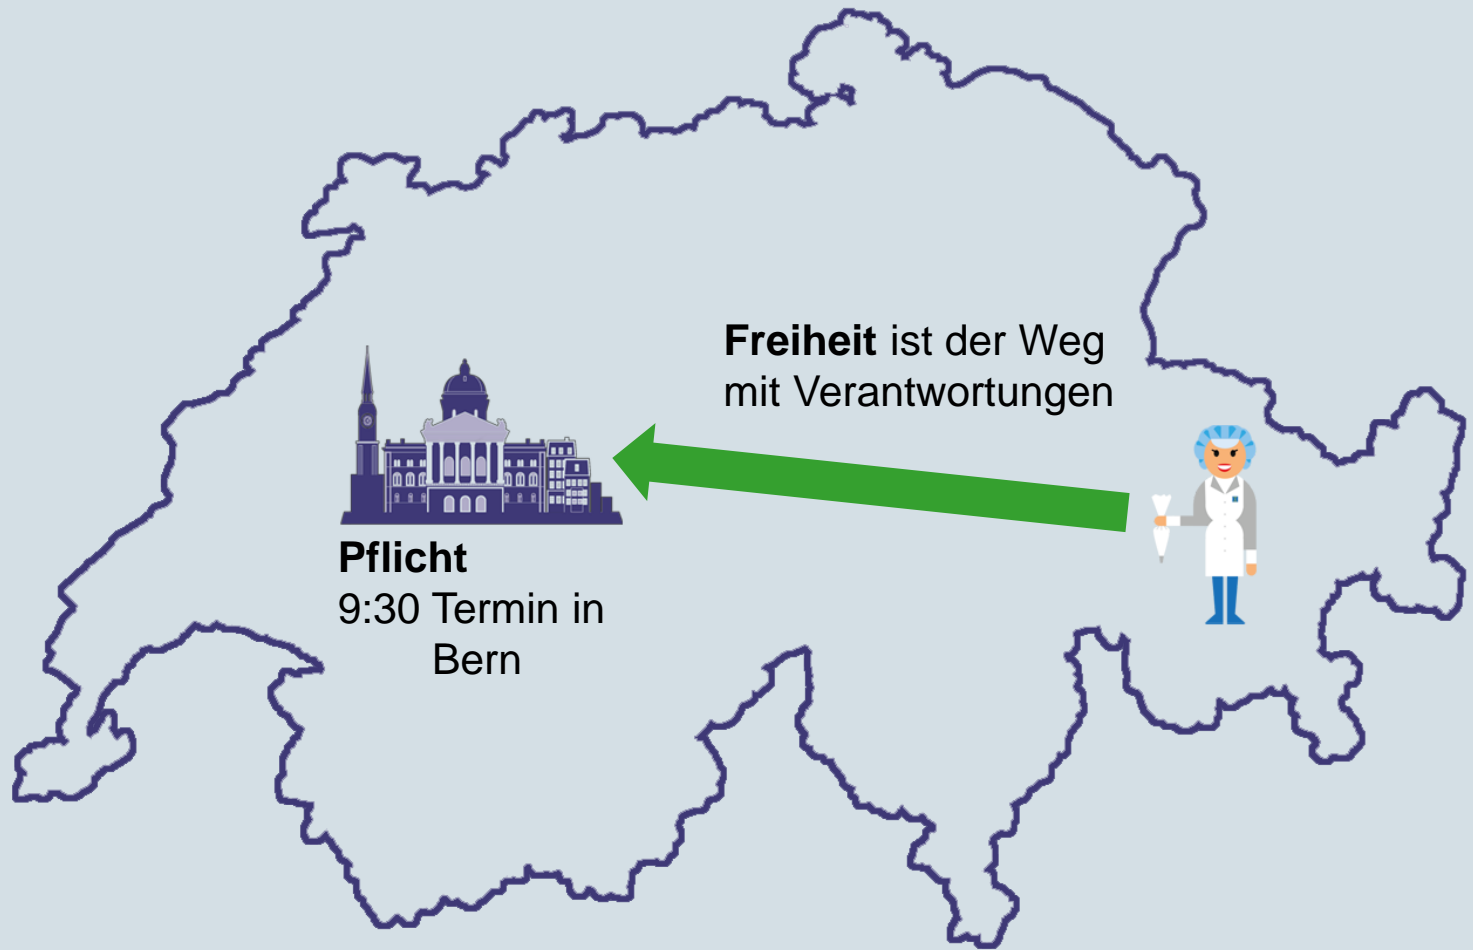 Freiheit ist der Weg
mit Verantwortungen
Pflicht
9:30 Termin in
Bern